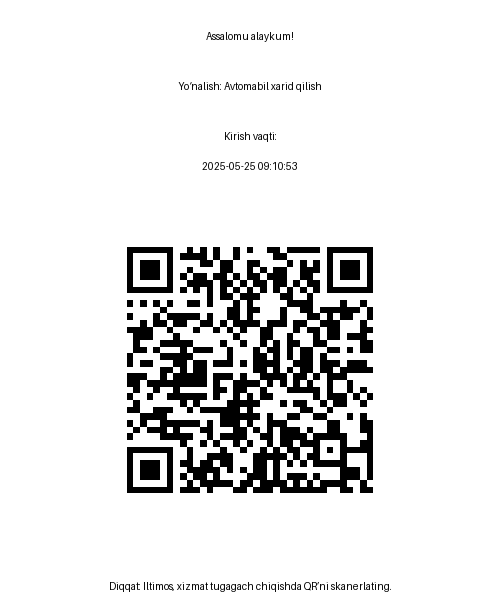 Assalomu alaykum!
Yo'nalish: Avtomabil xarid qilish
Kirish vaqti:
2025-05-25 09:10:53
Diqqat! Iltimos, xizmat tugagach chiqishda QR'ni skanerlating.